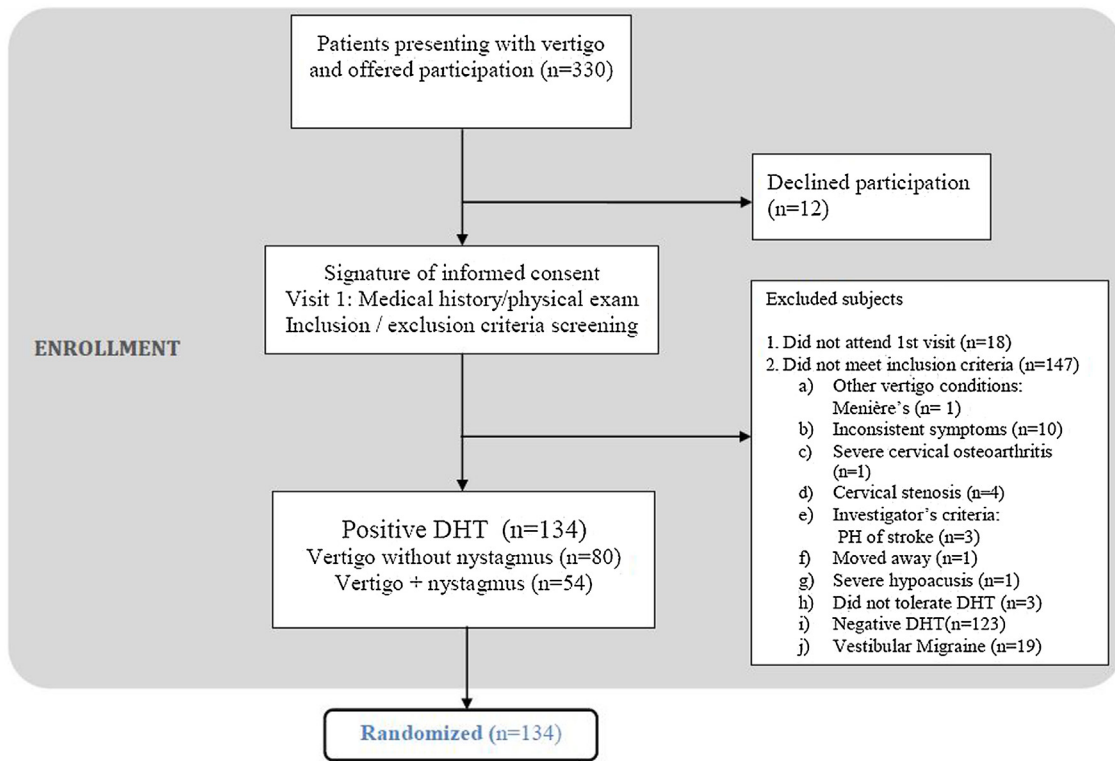 Patients presenting with vertigo
and offered participation (n=330)
Declined participation
(n=12)
Signature of informed consent
Visit 1: Medical history/physical exam
Inclusion / exclusion criteria screening
ENROLLMENT
Excluded subjects
1. Did not attend 1st visit (n=18)
2. Did not meet inclusion criteria (n=147)
a) Other vertigo conditions:
Menière’s (n= 1)
b) Inconsistent symptoms (n=10)
c) Severe cervical osteoarthritis
(n=1)
d) Cervical stenosis (n=4)
e) Investigator’s criteria:
PH of stroke (n=3)
f) Moved away (n=1)
g) Severe hypoacusis (n=1)
h) Did not tolerate DHT (n=3)
i) Negative DHT(n=123)
j) Vestibular Migraine (n=19)
Positive DHT (n=134)
Vertigo without nystagmus (n=80)
Vertigo + nystagmus (n=54)
Randomized (n=134)